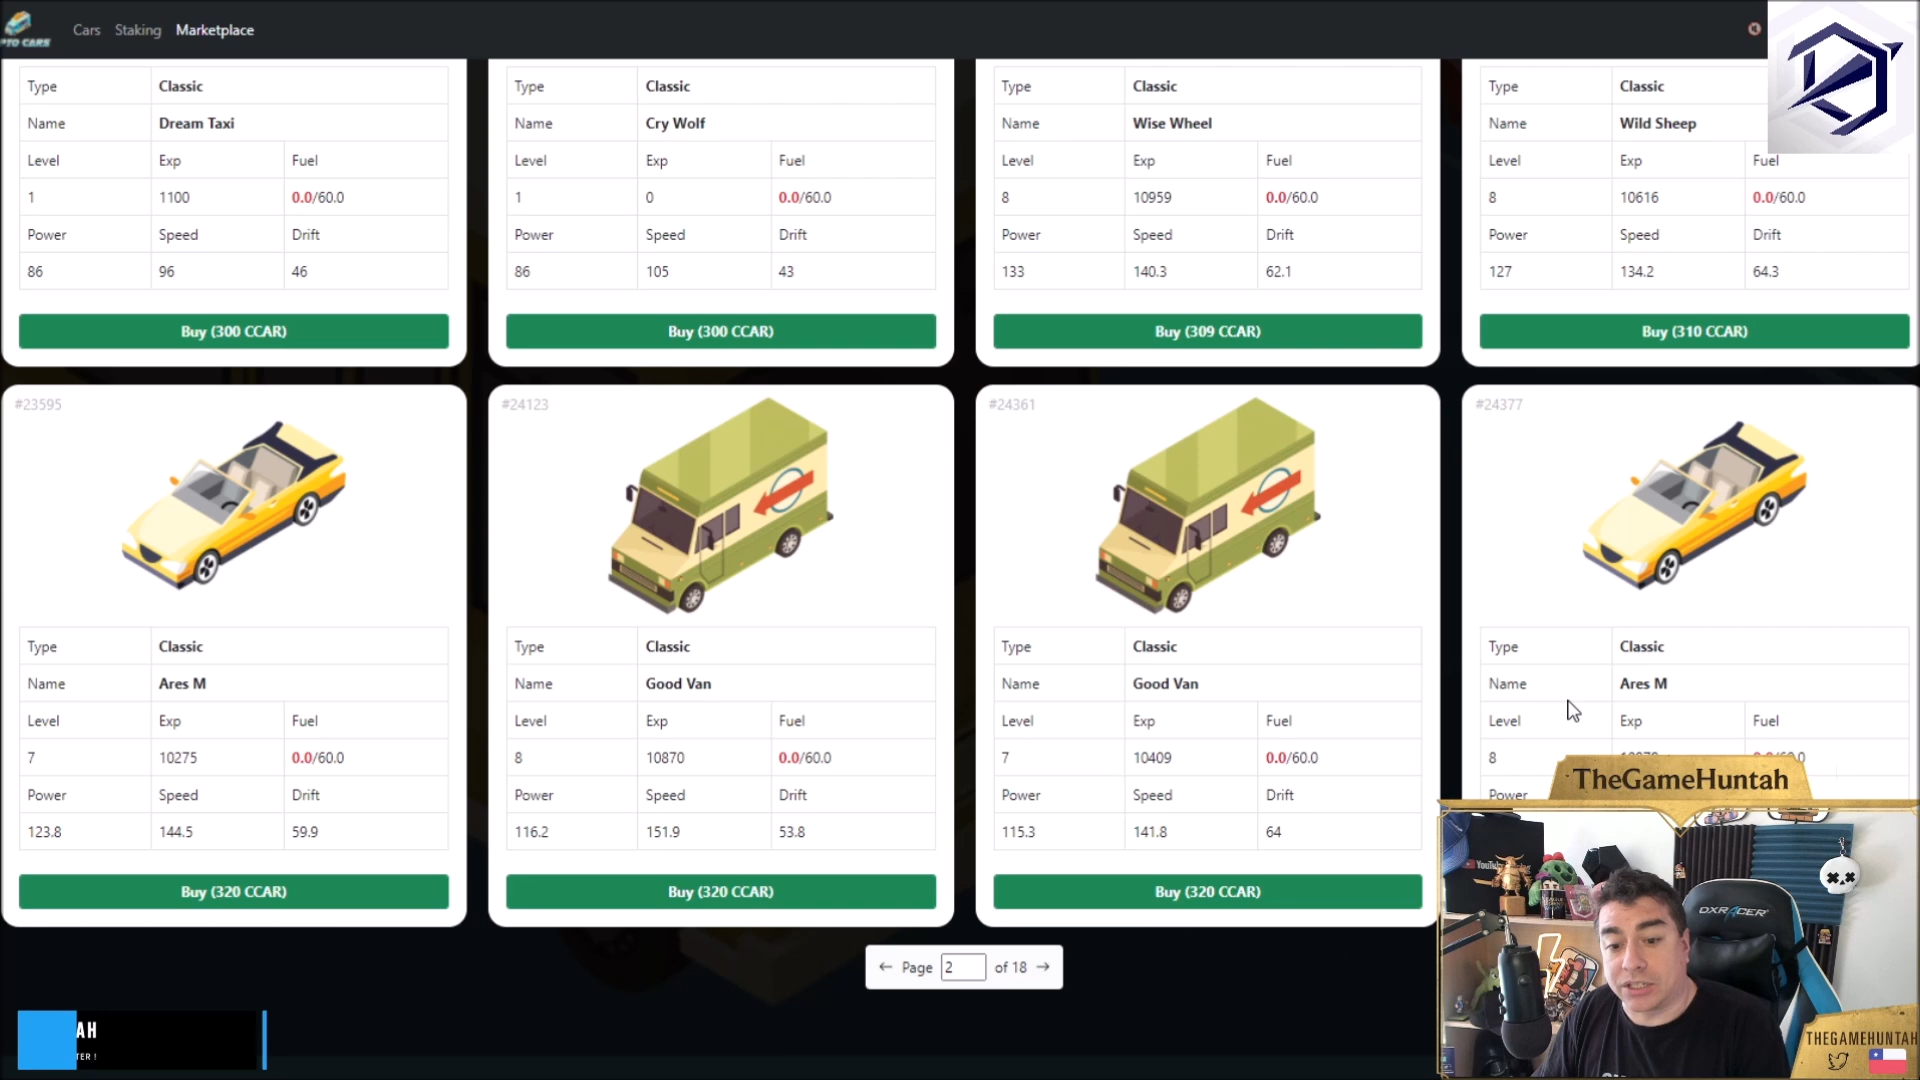 PTO CARS
Cars Staking Marketplace
Type Classic
Name Dream Taxi
Level Exp Fuel
1 1100 0.0/60.0
Power Speed Drift
86 96 46
Buy (300 CCAR)
Type Classic
Name Cry Wolf
Level Exp Fuel
1 0 0.0/60.0
Power Speed Drift
86 105 43
Buy (300 CCAR)
Type Classic
Name Wise Wheel
Level Exp Fuel
8 10959 0.0/60.0
Power Speed Drift
133 140.3 62.1
Buy (309 CCAR)
Type Classic
Name Wild Sheep
Level Exp Fuel
8 10616 0.0/60.0
Power Speed Drift
127 134.2 64.3
Buy (310 CCAR)
#23595
Type Classic
Name Ares M
Level Exp Fuel
7 10275 0.0/60.0
Power Speed Drift
123.8 144.5 59.9
Buy (320 CCAR)
#24123
Type Classic
Name Good Van
Level Exp Fuel
8 10870 0.0/60.0
Power Speed Drift
116.2 151.9 53.8
Buy (320 CCAR)
#24361
Type Classic
Name Good Van
Level Exp Fuel
7 10409 0.0/60.0
Power Speed Drift
115.3 141.8 64
Buy (320 CCAR)
#24377
Type Classic
Name Ares M
Level Exp Fuel
8
Power
← Page 2 of 18 →
TheGameHuntah
YouTube
DXRACER
THEGAMEHUNTAH
AH
TER !